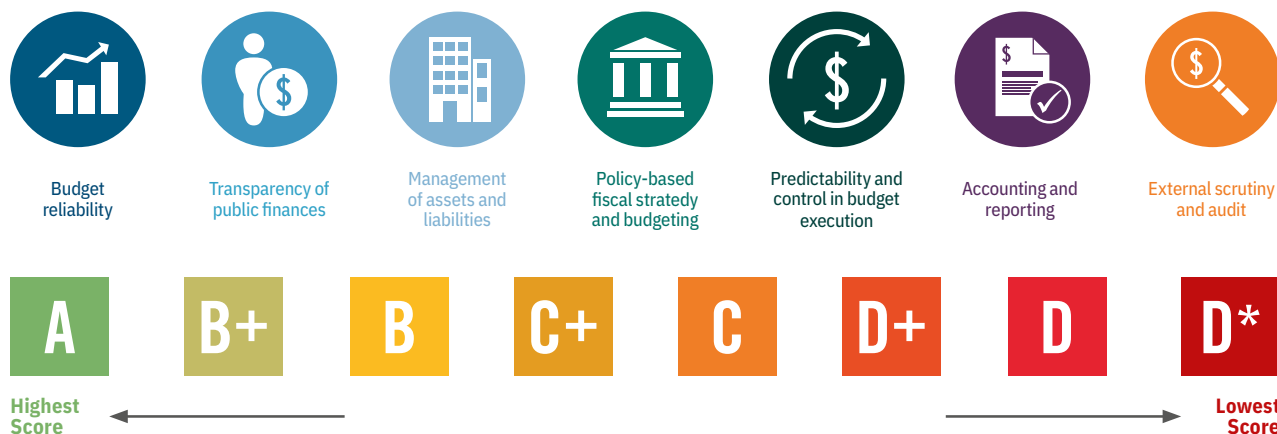 $
$
$
$
$
Budget
reliability
Transparency of
public finances
Management
of assets and
liabilities
Policy-based
fiscal strategy
and budgeting
Predictability and
control in budget
execution
Accounting and
reporting
External scrutiny
and audit
A
B+
B
C+
C
D+
D
D*
Highest
Score
Lowest
Score